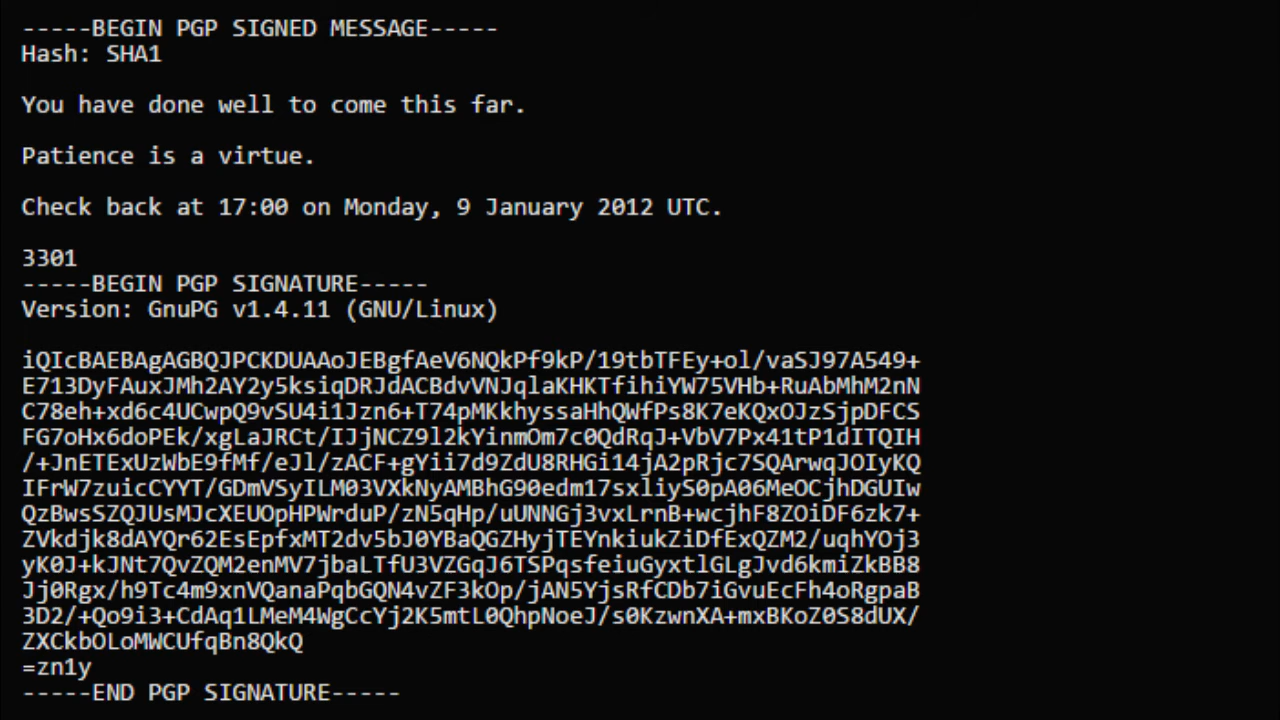 -----BEGIN PGP SIGNED MESSAGE-----
Hash: SHA1
You have done well to come this far.
Patience is a virtue.
Check back at 17:00 on Monday, 9 January 2012 UTC.
3301
-----BEGIN PGP SIGNATURE-----
Version: GnuPG v1.4.11 (GNU/Linux)
iQIcBAEBAgAGBQJPCKDUAAoJEBgfAeV6NQkPf9kP/19tbTFEy+ol/vaSJ97A549+
E713DyFAuxJMh2AY2y5ksiqDRJdACBdvVNJqlaKHKTfihiYW75VHb+RuAbMhM2nN
C78eh+xd6c4UCwpQ9vSU4i1Jzn6+T74pMKkhyssaHhQWfPs8K7eKQxOJzSjpDFCS
FG7oHx6doPEk/xgLaJRCt/IJjNCZ9l2kYinmOm7c0QdRqJ+VbV7Px41tP1dITQIH
/+JnETExUzWbE9fMf/eJl/zACF+gYii7d9ZdU8RHGi14jA2pRjc7SQArwqJOIyKQ
IFrW7zuicCYYT/GDmVSyILM03VXkNyAMBhG90edm17sxliyS0pA06MeOCjhDGUIw
QzBwsSZQJUsMJcXEUOpHPWrduP/zN5qHp/uUNNGj3vxLrnB+wcjhF8ZOiDF6zk7+
ZVkdjk8dAYQr62EsEpfxMT2dv5bJ0YBaQGZHyjTEYnkiukZiDfExQZM2/uqhYOj3
yK0J+kJNt7QvZQM2enMV7jbaLTfU3VZGqJ6TSPqsfeiuGyxtlGLgJvd6kmiZkBB8
Jj0Rgx/h9Tc4m9xnVQanaPqbGQN4vZF3kOp/jAN5YjsRfCDb7iGvuEcFh4oRgpaB
3D2/+Qo9i3+CdAq1LMeM4WgCcYj2K5mtL0QhpNoeJ/s0KzwnXA+mxBKoZ0S8dUX/
ZXCkbOLoMWCUfqBn8QkQ
=zn1y
-----END PGP SIGNATURE-----